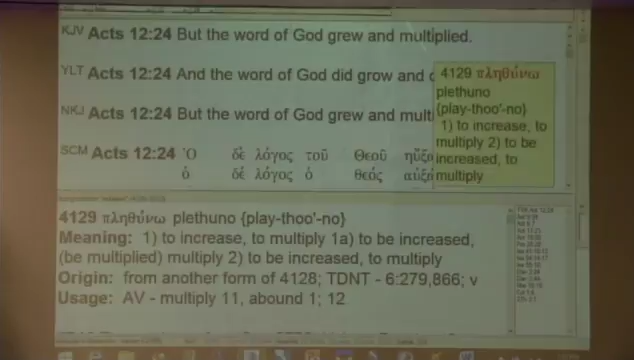 KJV Acts 12:24 But the word of God grew and multiplied.
YLT Acts 12:24 And the word of God did grow and
NKJ Acts 12:24 But the word of God grew and mult
SCM Acts 12:24 Ὁ δὲ λόγος τοῦ Θεοῦ ηὔξα
ὁ δὲ λόγος ὁ θεός αὐξά
4129 πληθύνω
plethuno
{play-thoo'-no}
1) to increase, to
multiply 2) to be
increased, to
multiply
4129 πληθύνω plethuno {play-thoo'-no}
Meaning: 1) to increase, to multiply 1a) to be increased,
(be multiplied) multiply 2) to be increased, to multiply
Origin: from another form of 4128; TDNT - 6:279,866; v
Usage: AV - multiply 11, abound 1; 12